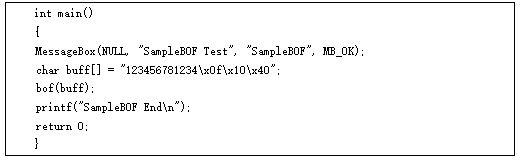 int main()
{
MessageBox(NULL, "SampleBOF Test", "SampleBOF", MB_OK);
char buff[] = "123456781234\x0f\x10\x40";
bof(buff);
printf("SampleBOF End\n");
return 0;
}